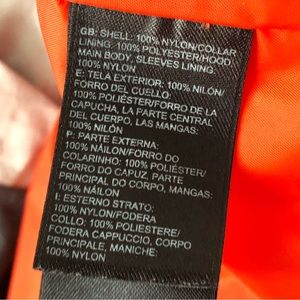 GB: SHELL: 100% NYLON/COLLAR
LINING: 100% POLYESTER/HOOD,
MAIN BODY, SLEEVES LINING:
100% NYLON
E: TELA EXTERIOR: 100% NILÓN/
FORRO DEL CUELLO
100% POLIÉSTER/FORRO DE LA
CAPUCHA, LA PARTE CENTRAL
DEL CUERPO LAS MANGAS:
100% NILÓN
P: PARTE EXTERNA:
100% NÁILON/FORRO DO
COLARINHO: 100% POLIÉSTER/
FORRO DO CAPUZ, PARTE
PRINCIPAL DO CORPO, MANGAS:
100% NÁILON
I: ESTERNO STRATO:
100% NYLON/FODERA
COLLO: 100% POLIESTERE/
FODERA CAPPUCCIO, CORPO
PRINCIPALE, MANICHE:
100% NYLON